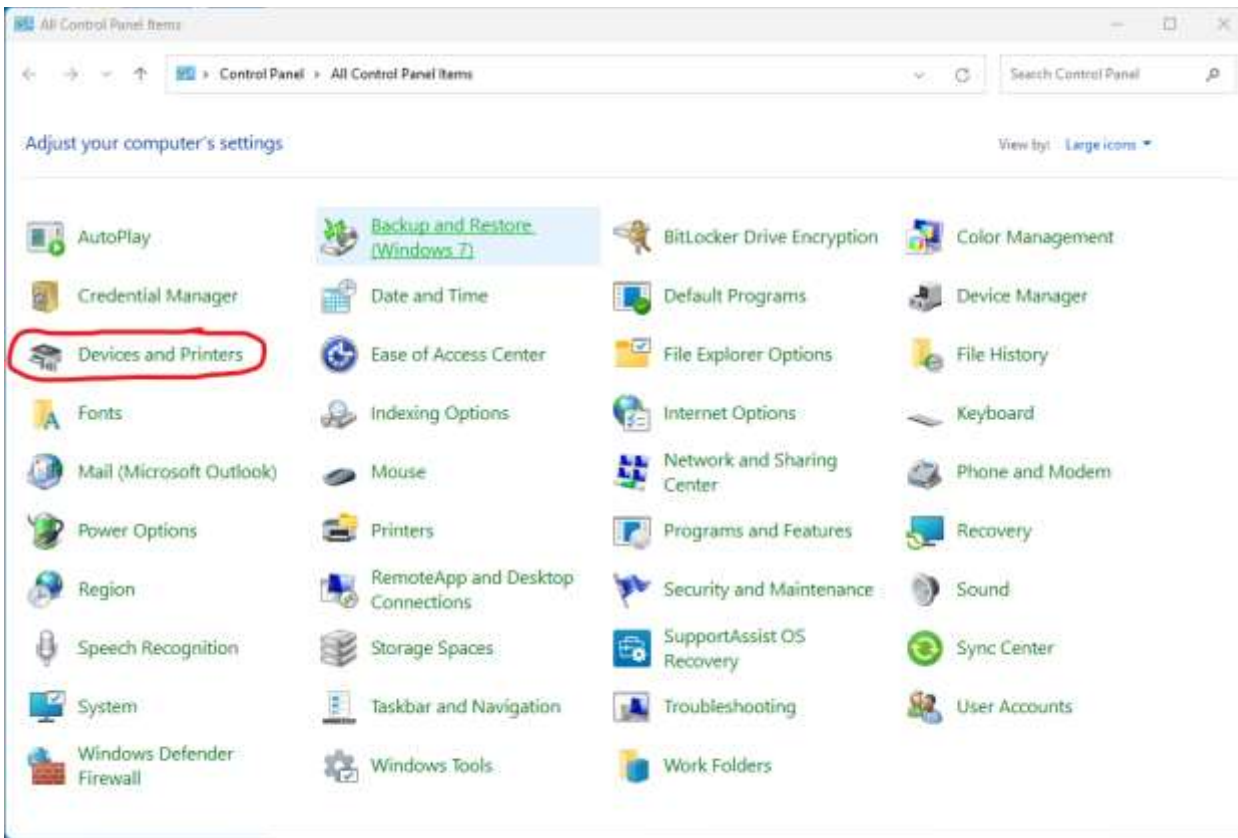 All Control Panel Items
Control Panel › All Control Panel Items
Search Control Panel
Adjust your computer's settings
View by: Large icons
AutoPlay
Backup and Restore
(Windows 7)
BitLocker Drive Encryption
Color Management
Credential Manager
Date and Time
Default Programs
Device Manager
Devices and Printers
Ease of Access Center
File Explorer Options
File History
Fonts
Indexing Options
Internet Options
Keyboard
Mail (Microsoft Outlook)
Mouse
Network and Sharing
Center
Phone and Modem
Power Options
Printers
Programs and Features
Recovery
Region
RemoteApp and Desktop
Connections
Security and Maintenance
Sound
Speech Recognition
Storage Spaces
SupportAssist OS
Recovery
Sync Center
System
Taskbar and Navigation
Troubleshooting
User Accounts
Windows Defender
Firewall
Windows Tools
Work Folders